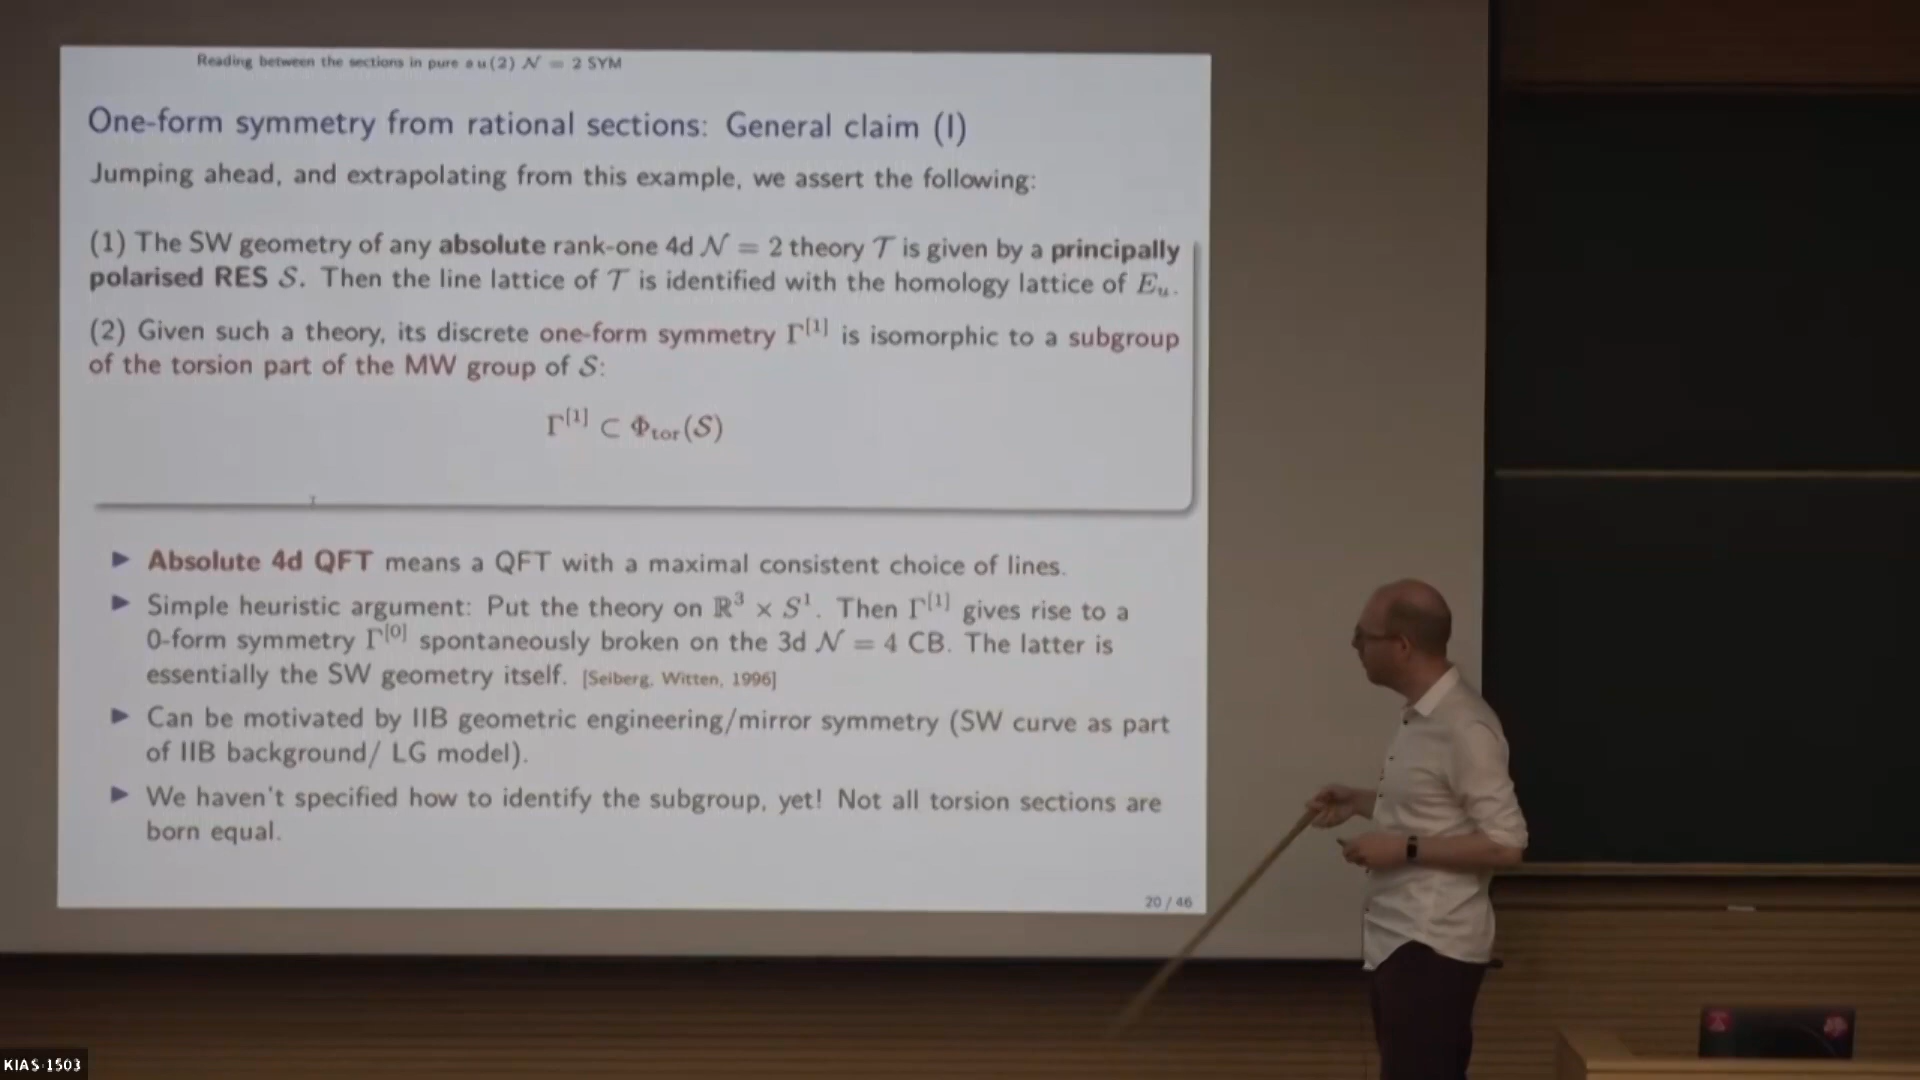 Reading between the sections in pure su(2) N = 2 SYM
One-form symmetry from rational sections: General claim (I)
Jumping ahead, and extrapolating from this example, we assert the following:
(1) The SW geometry of any absolute rank-one 4d N = 2 theory T is given by a principally
polarised RES S. Then the line lattice of T is identified with the homology lattice of E_u.
(2) Given such a theory, its discrete one-form symmetry Γ^[1] is isomorphic to a subgroup
of the torsion part of the MW group of S:
Γ^[1] ⊂ Φ_tor(S)
▶ Absolute 4d QFT means a QFT with a maximal consistent choice of lines.
▶ Simple heuristic argument: Put the theory on ℝ³ × S¹. Then Γ^[1] gives rise to a
0-form symmetry Γ^[0] spontaneously broken on the 3d N = 4 CB. The latter is
essentially the SW geometry itself. [Seiberg, Witten, 1996]
▶ Can be motivated by IIB geometric engineering/mirror symmetry (SW curve as part
of IIB background/ LG model).
▶ We haven't specified how to identify the subgroup, yet! Not all torsion sections are
born equal.
20 / 46
KIAS-1503